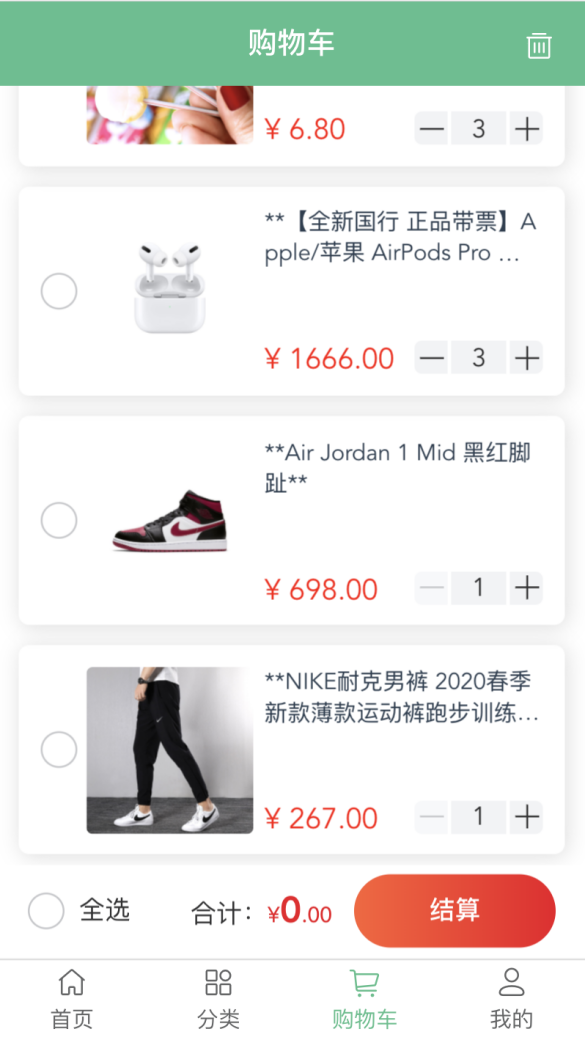 购物车
¥ 6.80
3
**【全新国行 正品带票】A
pple/苹果 AirPods Pro …
¥ 1666.00
3
**Air Jordan 1 Mid 黑红脚
趾**
¥ 698.00
1
**NIKE耐克男裤 2020春季
新款薄款运动裤跑步训练…
¥ 267.00
1
全选
合计：¥0.00
结算
首页
分类
购物车
我的